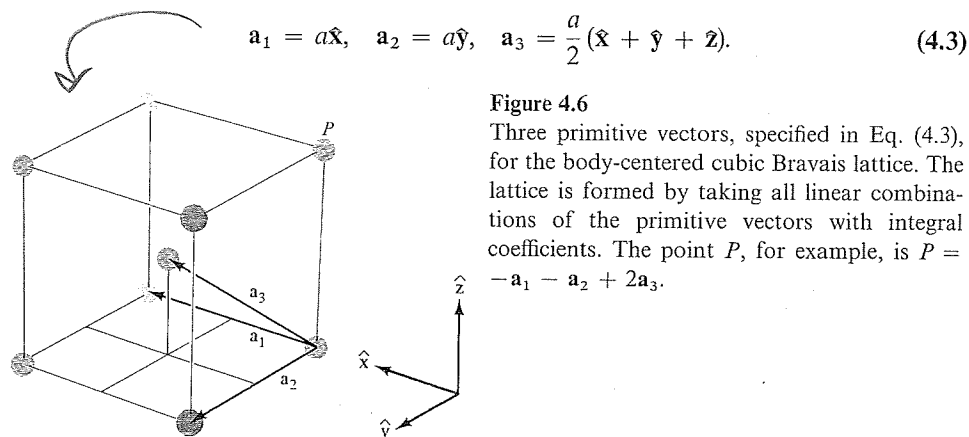 a₁ = ax̂, a₂ = aŷ, a₃ = a/2 (x̂ + ŷ + ẑ). (4.3)
Figure 4.6
Three primitive vectors, specified in Eq. (4.3),
for the body-centered cubic Bravais lattice. The
lattice is formed by taking all linear combina-
tions of the primitive vectors with integral
coefficients. The point P, for example, is P =
−a₁ − a₂ + 2a₃.
P
a₃
a₁
a₂
ẑ
x̂
ŷ